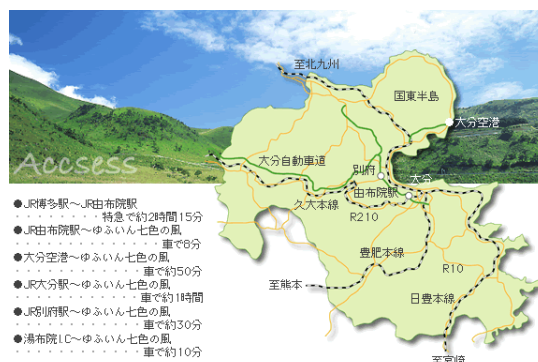 至北九州
国東半島
大分空港
Accsess
大分自動車道
別府
大分
由布院駅
久大本線
R210
豊肥本線
R10
至熊本
日豊本線
至宮崎
●JR博多駅～JR由布院駅
・・・・・・・・・特急で約2時間15分
●JR由布院駅～ゆふいん七色の風
・・・・・・・・・・・・・・・車で8分
●大分空港～ゆふいん七色の風
・・・・・・・・・・・・・車で約50分
●JR大分駅～ゆふいん七色の風
・・・・・・・・・・・・・車で約1時間
●JR別府駅～ゆふいん七色の風
・・・・・・・・・・・・・車で約30分
●湯布院I.C～ゆふいん七色の風
・・・・・・・・・・・・・車で約10分